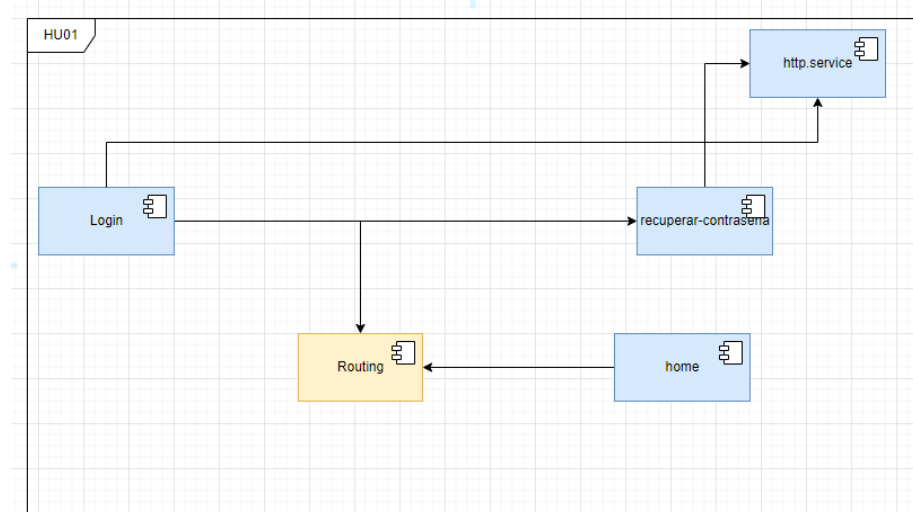 HU01
http.service
Login
recuperar-contraseña
Routing
home